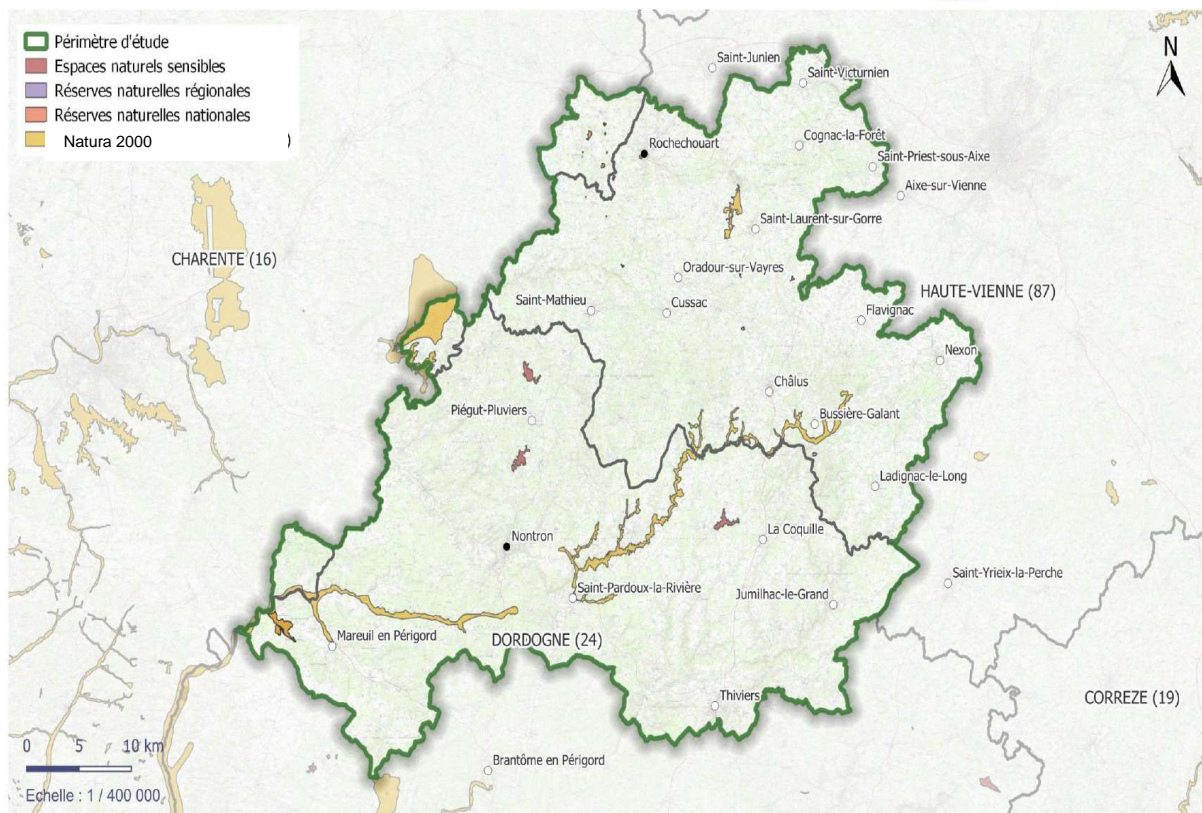 Périmètre d'étude
Espaces naturels sensibles
Réserves naturelles régionales
Réserves naturelles nationales
Natura 2000 )
N
Saint-Junien
Saint-Victurnien
Rochechouart
Cognac-la-Forêt
Saint-Priest-sous-Aixe
Aixe-sur-Vienne
Saint-Laurent-sur-Gorre
CHARENTE (16)
Oradour-sur-Vayres
HAUTE-VIENNE (87)
Saint-Mathieu
Cussac
Flavignac
Nexon
Châlus
Piégut-Pluviers
Bussière-Galant
Ladignac-le-Long
Nontron
La Coquille
Saint-Yrieix-la-Perche
Saint-Pardoux-la-Rivière
Jumilhac-le-Grand
Mareuil en Périgord
DORDOGNE (24)
CORREZE (19)
Thiviers
0 5 10 km
Brantôme en Périgord
Echelle : 1 / 400 000